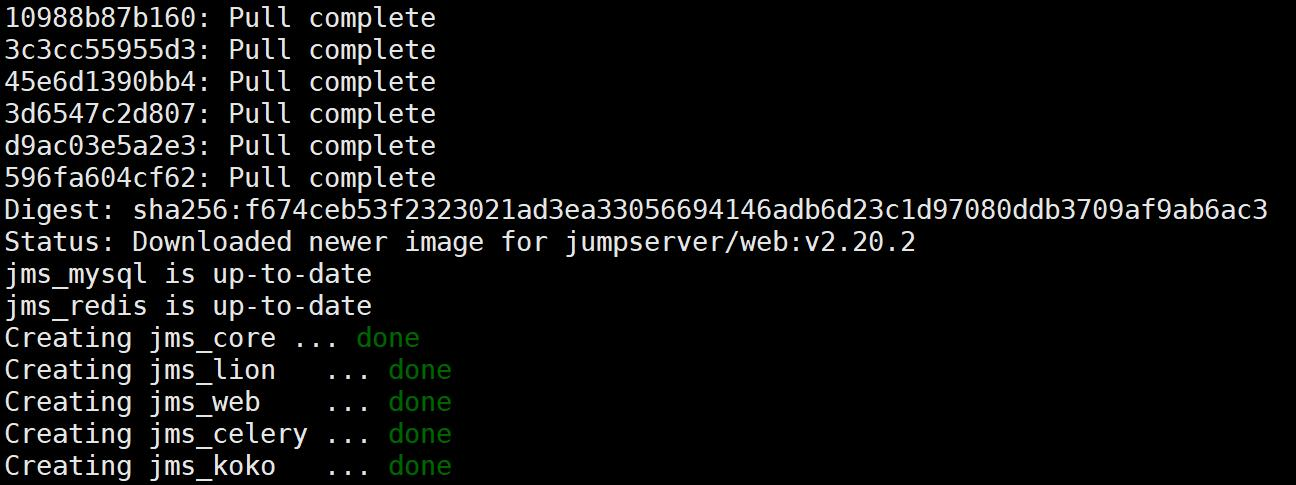 10988b87b160: Pull complete
3c3cc55955d3: Pull complete
45e6d1390bb4: Pull complete
3d6547c2d807: Pull complete
d9ac03e5a2e3: Pull complete
596fa604cf62: Pull complete
Digest: sha256:f674ceb53f2323021ad3ea33056694146adb6d23c1d97080ddb3709af9ab6ac3
Status: Downloaded newer image for jumpserver/web:v2.20.2
jms_mysql is up-to-date
jms_redis is up-to-date
Creating jms_core ... done
Creating jms_lion   ... done
Creating jms_web    ... done
Creating jms_celery ... done
Creating jms_koko   ... done